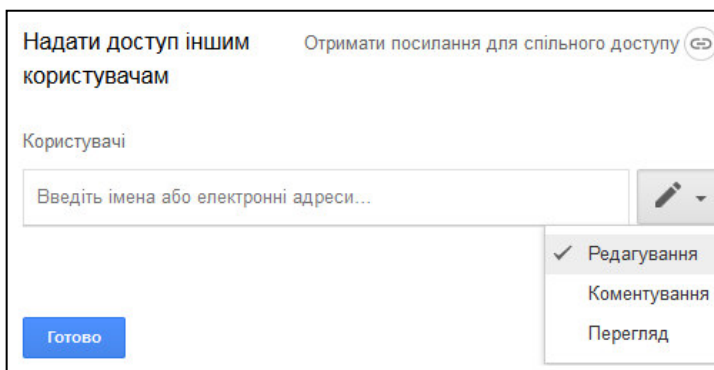 Надати доступ іншим
користувачам
Отримати посилання для спільного доступу
Користувачі
Введіть імена або електронні адреси...
Редагування
Коментування
Перегляд
Готово